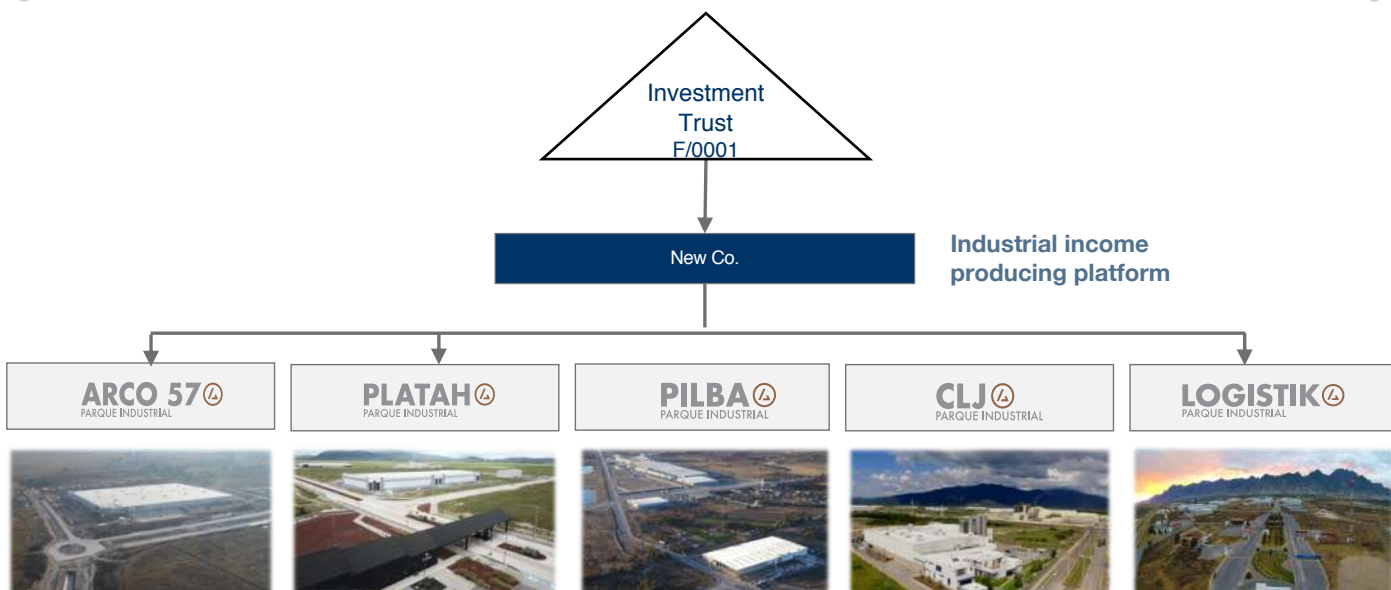 Investment
Trust
F/0001
New Co.
Industrial income
producing platform
ARCO 57
PARQUE INDUSTRIAL
PLATAH
PARQUE INDUSTRIAL
PILBA
PARQUE INDUSTRIAL
CLJ
PARQUE INDUSTRIAL
LOGISTIK
PARQUE INDUSTRIAL